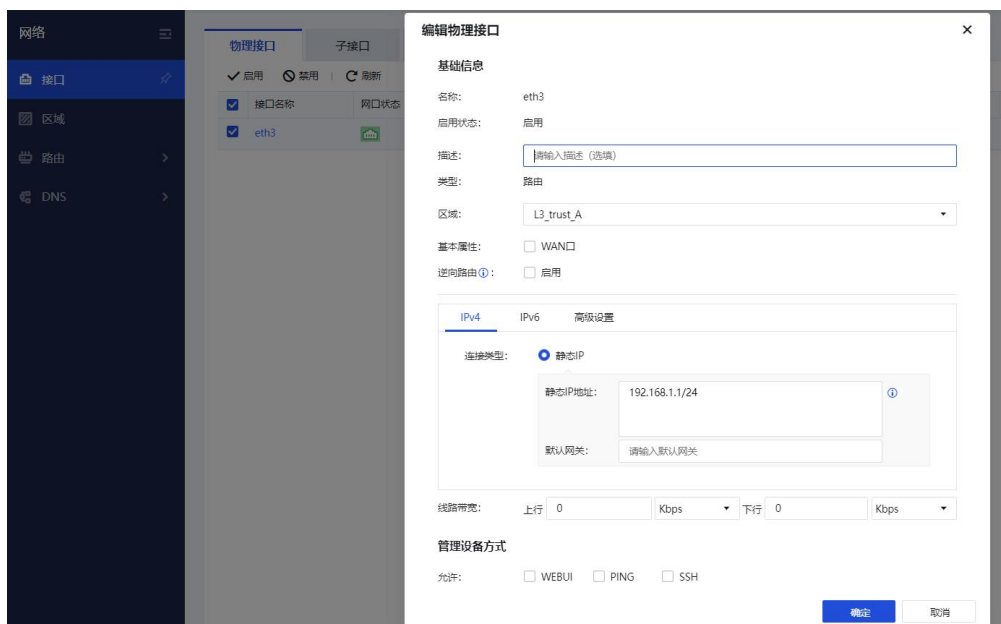 网络
接口
区域
路由
DNS
物理接口 子接口
启用 禁用 刷新
接口名称 网口状态
eth3
编辑物理接口
基础信息
名称: eth3
启用状态: 启用
描述: 请输入描述（选填）
类型: 路由
区域: L3_trust_A
基本属性: WAN口
逆向路由: 启用
IPv4 IPv6 高级设置
连接类型: 静态IP
静态IP地址: 192.168.1.1/24
默认网关: 请输入默认网关
线路带宽: 上行 0 Kbps 下行 0 Kbps
管理设备方式
允许: WEBUI PING SSH
确定 取消